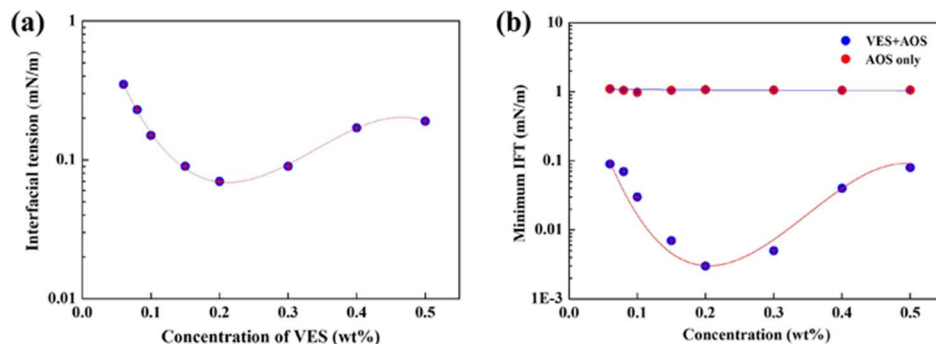 (a)
1
0.1
0.01
Interfacial tension (mN/m)
0.0 0.1 0.2 0.3 0.4 0.5
Concentration of VES (wt%)
(b)
10
1
0.1
0.01
1E-3
Minimum IFT (mN/m)
VES+AOS
AOS only
0.0 0.1 0.2 0.3 0.4 0.5
Concentration (wt%)